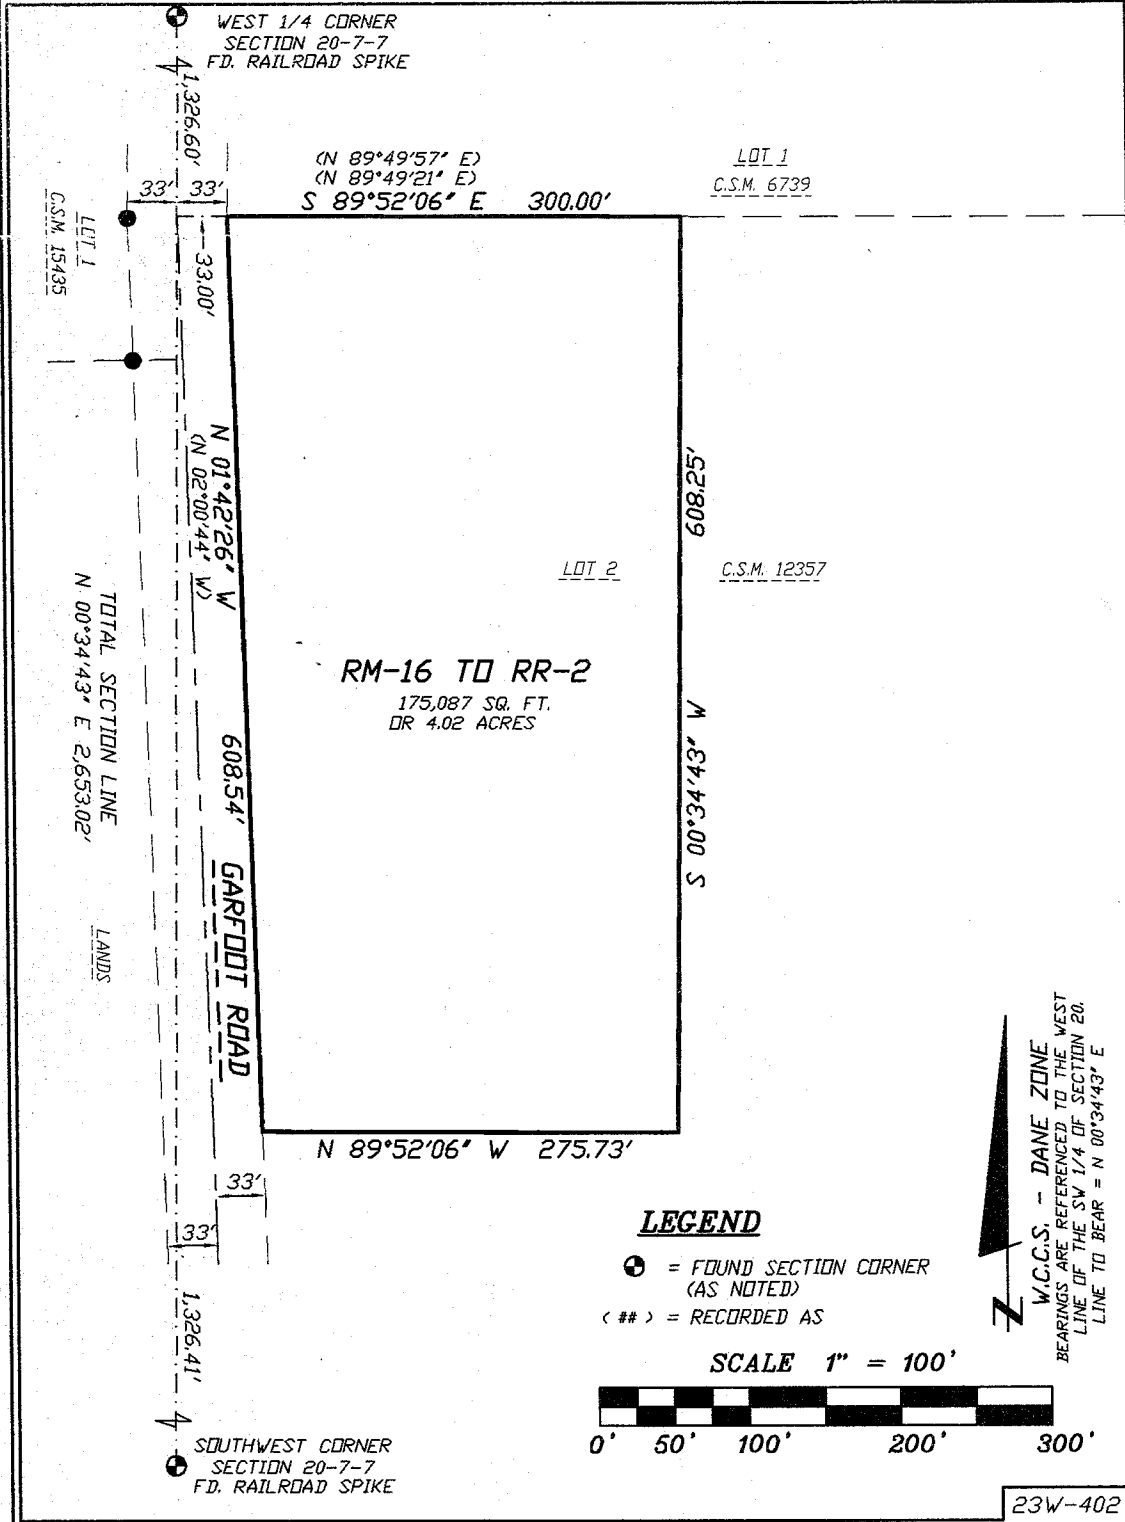 WEST 1/4 CORNER
SECTION 20-7-7
FD. RAILROAD SPIKE
1,326.60'
(N 89°49'57" E)
(N 89°49'21" E)
S 89°52'06" E 300.00'
LOT 1
C.S.M. 6739
33'
33'
LOT 1
C.S.M. 15435
33.00'
N 01°42'26" W
(N 02°00'44" W)
608.54'
GARFOOT ROAD
608.25'
S 00°34'43" W
LOT 2
C.S.M. 12357
RM-16 TO RR-2
175,087 SQ. FT.
OR 4.02 ACRES
TOTAL SECTION LINE
N 00°34'43" E 2,653.02'
LANDS
N 89°52'06" W 275.73'
33'
33'
1,326.41'
SOUTHWEST CORNER
SECTION 20-7-7
FD. RAILROAD SPIKE
LEGEND
= FOUND SECTION CORNER
(AS NOTED)
( ## ) = RECORDED AS
SCALE 1" = 100'
0' 50' 100' 200' 300'
N
W.C.C.S. - DANE ZONE
BEARINGS ARE REFERENCED TO THE WEST
LINE OF THE SW 1/4 OF SECTION 20.
LINE TO BEAR = N 00°34'43" E
23W-402